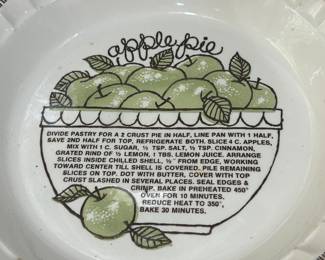 apple pie
DIVIDE PASTRY FOR A 2 CRUST PIE IN HALF, LINE PAN WITH 1 HALF,
SAVE 2ND HALF FOR TOP. REFRIGERATE BOTH. SLICE 4 C. APPLES,
MIX WITH 1 C. SUGAR, ½ TSP. SALT, ½ TSP. CINNAMON,
GRATED RIND OF ½ LEMON, 1 TBS. LEMON JUICE. ARRANGE
SLICES INSIDE CHILLED SHELL, ½" FROM EDGE, WORKING
TOWARD CENTER TILL SHELL IS COVERED. PILE REMAINING
SLICES ON TOP. DOT WITH BUTTER, COVER WITH TOP
CRUST SLASHED IN SEVERAL PLACES. SEAL EDGES &
CRIMP. BAKE IN PREHEATED 450°
OVEN FOR 10 MINUTES.
REDUCE HEAT TO 350°,
BAKE 30 MINUTES.